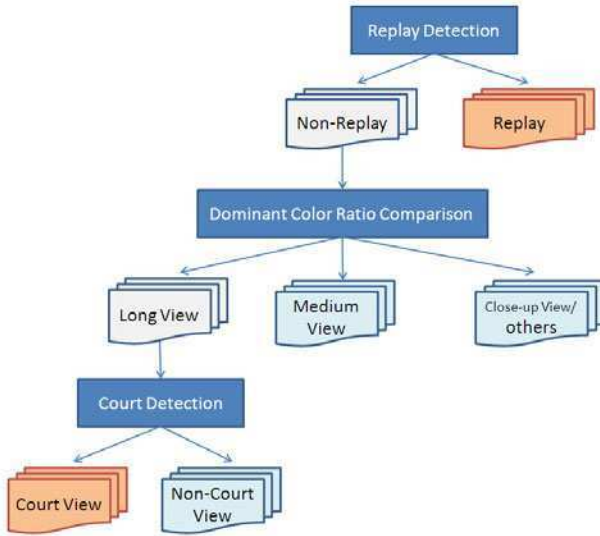 Replay Detection
Non-Replay
Replay
Dominant Color Ratio Comparison
Long View
Medium
View
Close-up View/
others
Court Detection
Court View
Non-Court
View